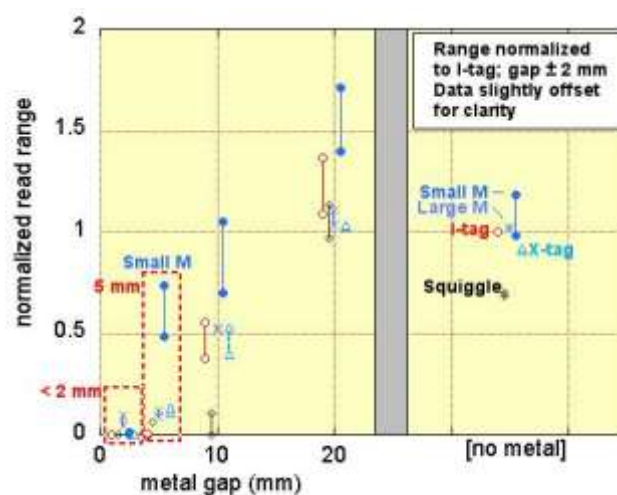 2
1.5
1
0.5
0
normalized read range
Range normalized
to I-tag; gap ± 2 mm
Data slightly offset
for clarity
Small M
5 mm
< 2 mm
Small M
Large M
I-tag
X-tag
Squiggle
0
10
20
[no metal]
metal gap (mm)